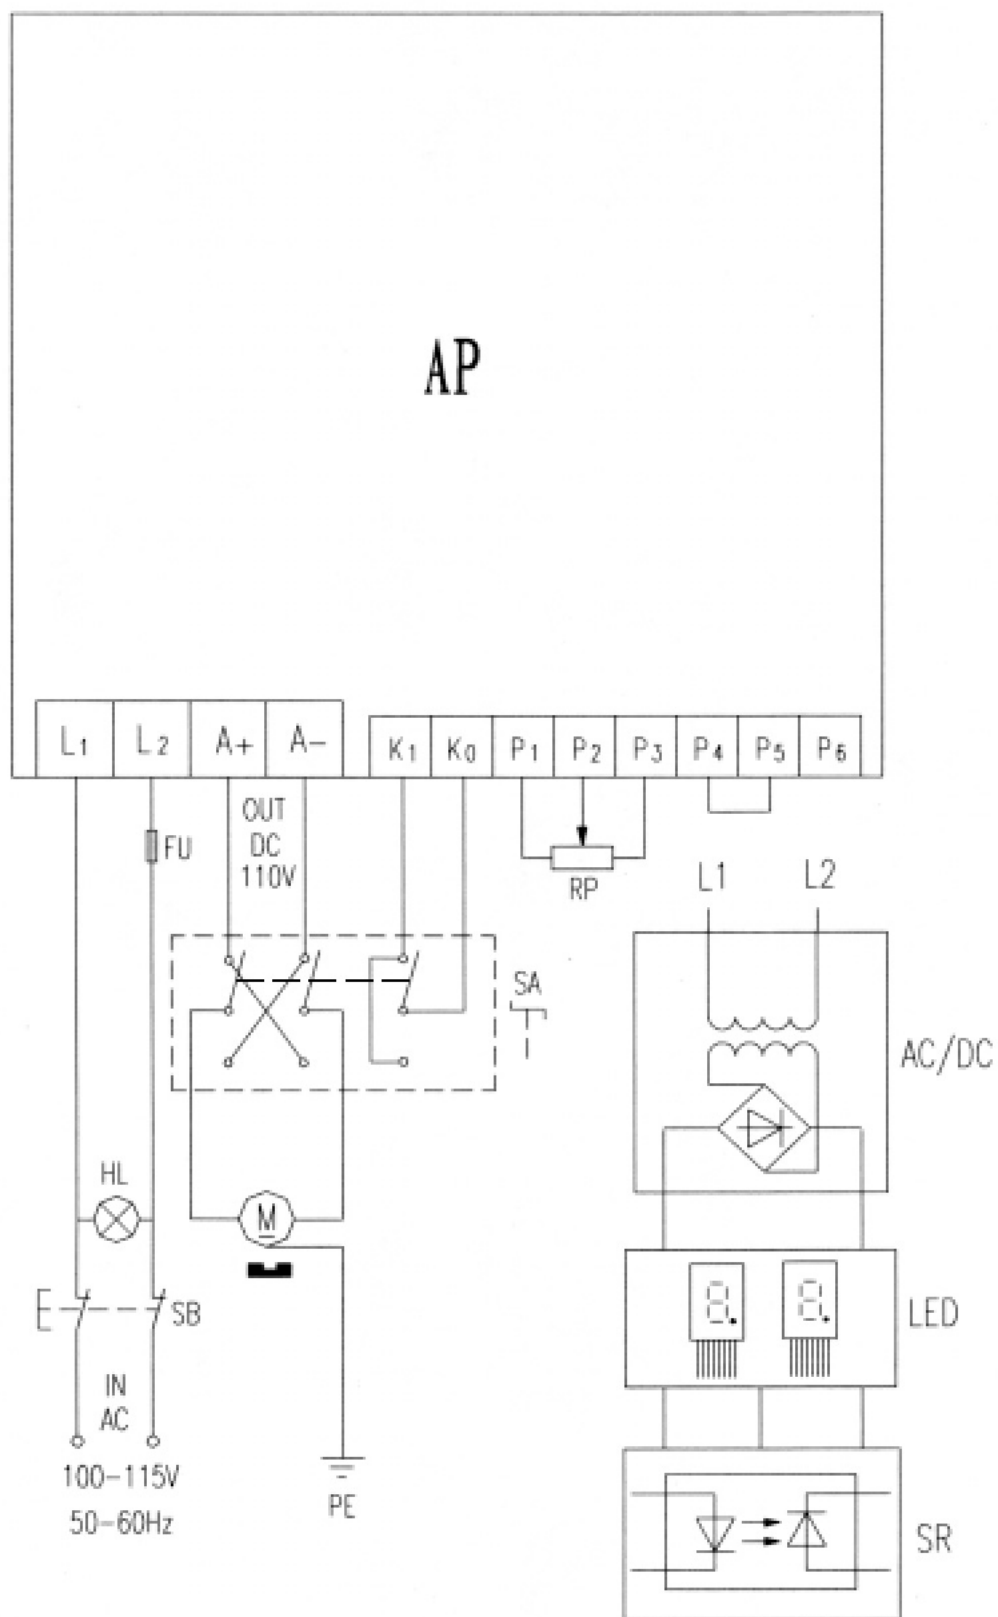 AP
L1 L2 A+ A- K1 K0 P1 P2 P3 P4 P5 P6
OUT
DC
110V
FU
RP
L1 L2
SA
AC/DC
HL
M
LED
SB
IN
AC
100-115V
50-60Hz
PE
SR